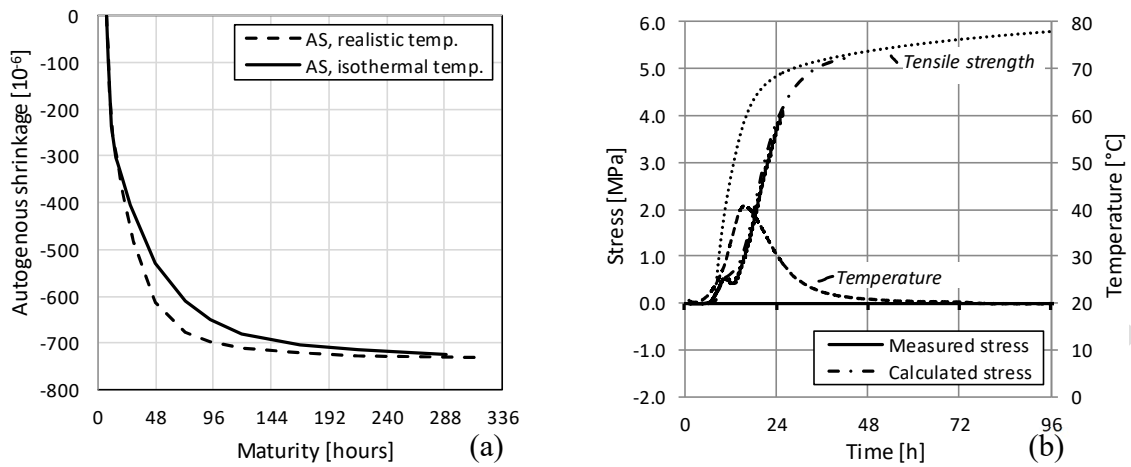 0
-100
-200
-300
-400
-500
-600
-700
-800
Autogenous shrinkage [10-6]
AS, realistic temp.
AS, isothermal temp.
0 48 96 144 192 240 288 336
Maturity [hours]
(a)
6.0
5.0
4.0
3.0
2.0
1.0
0.0
-1.0
-2.0
Stress [MPa]
Tensile strength
Temperature
Measured stress
Calculated stress
80
70
60
50
40
30
20
10
0
Temperature [°C]
0 24 48 72 96
Time [h]
(b)